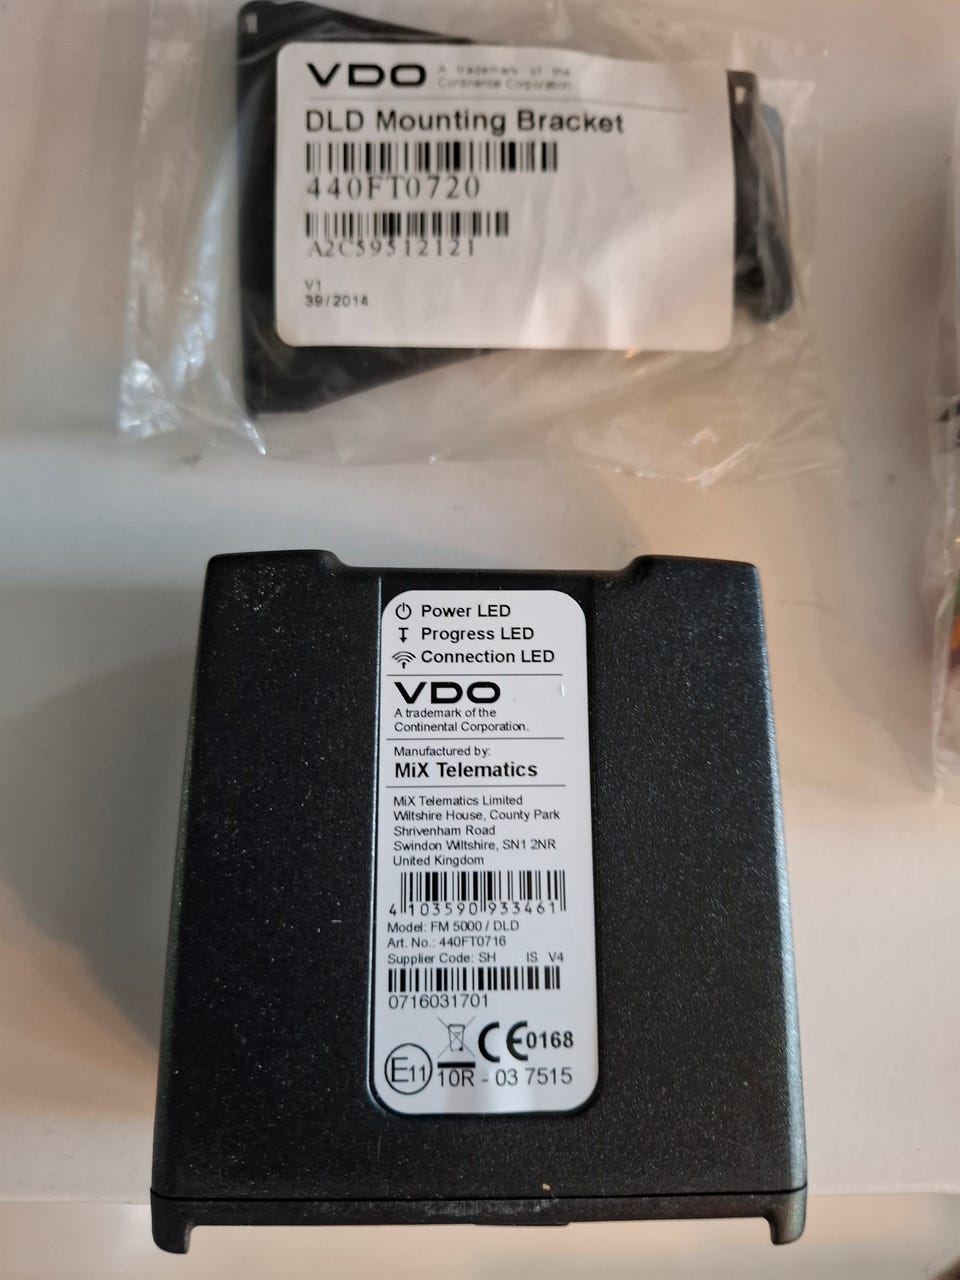 VDO A trademark of the
Continental Corporation.
DLD Mounting Bracket
440FT0720
A2C59512121
V1
39/2014
Power LED
Progress LED
Connection LED
VDO
A trademark of the
Continental Corporation.
Manufactured by:
MiX Telematics
MiX Telematics Limited
Wiltshire House, County Park
Shrivenham Road
Swindon Wiltshire, SN1 2NR
United Kingdom
4 103590 933461
Model: FM 5000 / DLD
Art. No.: 440FT0716
Supplier Code: SH IS V4
0716031701
CE0168
E11 10R - 03 7515